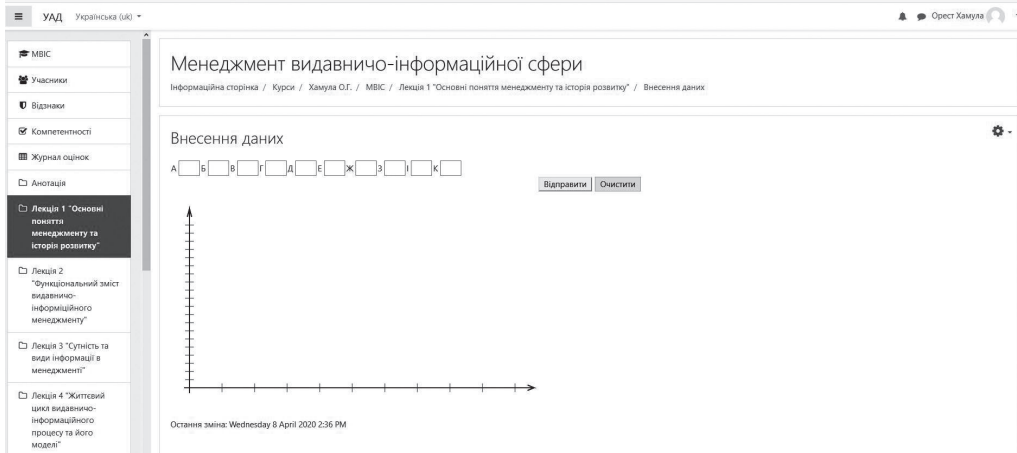 УАД Українська (uk)
Орест Хамула
МВІС
Учасники
Відзнаки
Компетентності
Журнал оцінок
Анотація
Лекція 1 "Основні
поняття
менеджменту та
історія розвитку"
Лекція 2
"Функціональний зміст
видавничо-
інформіційного
менеджменту"
Лекція 3 "Сутність та
види інформації в
менеджменті"
Лекція 4 "Життєвий
цикл видавничо-
інформаційного
процесу та його
моделі"
Менеджмент видавничо-інформаційної сфери
Інформаційна сторінка / Курси / Хамула О.Г. / МВІС / Лекція 1 "Основні поняття менеджменту та історія розвитку" / Внесення даних
Внесення даних
А Б В Г Д Е Ж З І К
Відправити Очистити
Остання зміна: Wednesday 8 April 2020 2:36 PM